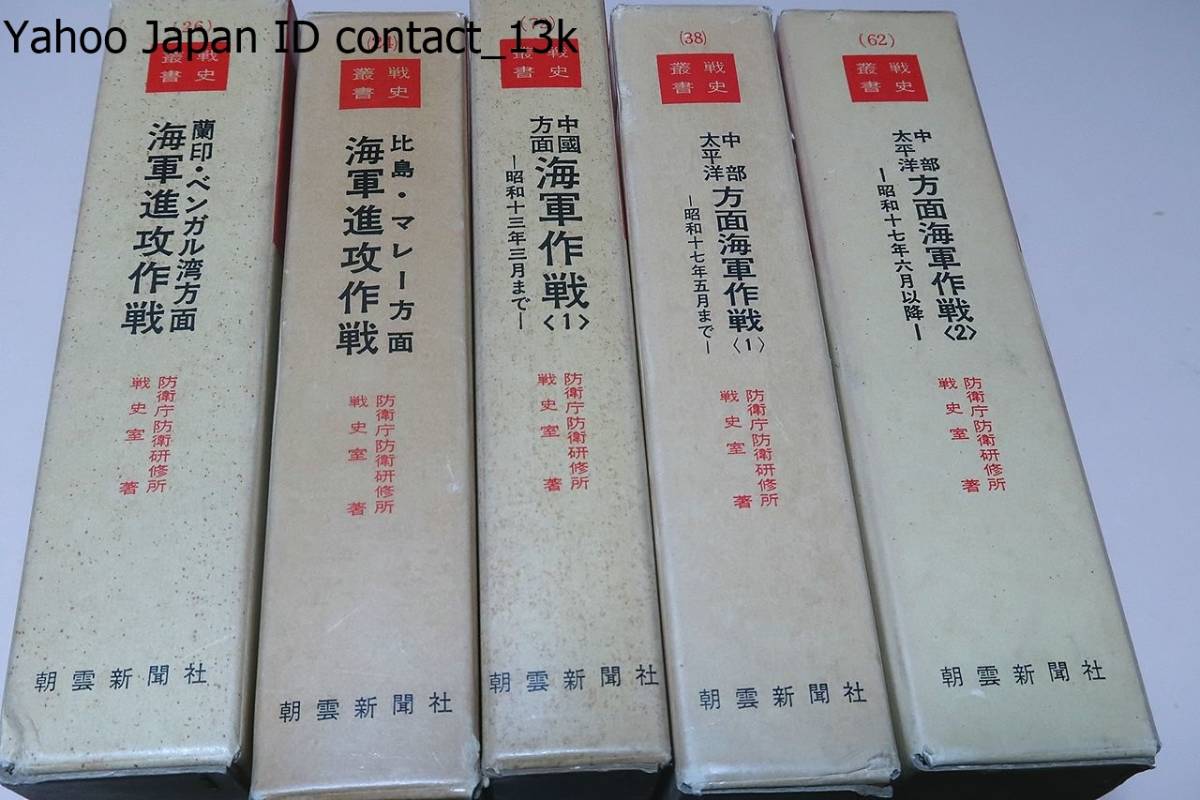 Yahoo Japan ID contact_13k
戦史
叢書
蘭印・ベンガル湾方面
海軍進攻作戦
防衛庁防衛研修所
戦史室 著
朝雲新聞社
戦史
叢書
比島・マレー方面
海軍進攻作戦
防衛庁防衛研修所
戦史室 著
朝雲新聞社
戦史
叢書
中國
方面
海軍作戦〈1〉
―昭和十三年三月まで―
防衛庁防衛研修所
戦史室 著
朝雲新聞社
(38)
戦史
叢書
中部
太平洋
方面海軍作戦〈1〉
―昭和十七年五月まで―
防衛庁防衛研修所
戦史室 著
朝雲新聞社
(62)
戦史
叢書
中部
太平洋
方面海軍作戦〈2〉
―昭和十七年六月以降―
防衛庁防衛研修所
戦史室 著
朝雲新聞社